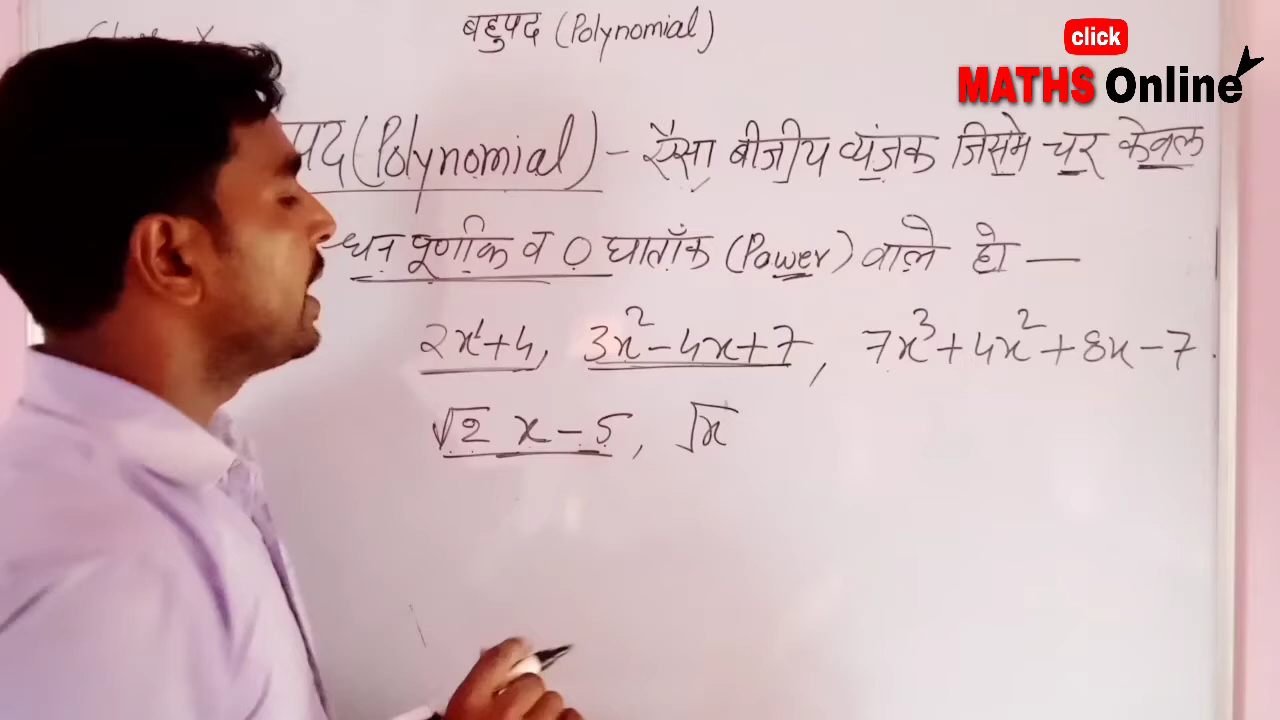 बहुपद (Polynomial)
click
MATHS Online
पद (Polynomial) - ऐसा बीजीय व्यंजक जिसमे चर केवल
धन पूर्णांक व 0 घाताँक (Power) वाले हो —
2x¹+4, 3x²-4x+7, 7x³+4x²+8x-7.
√2 x-5, √x